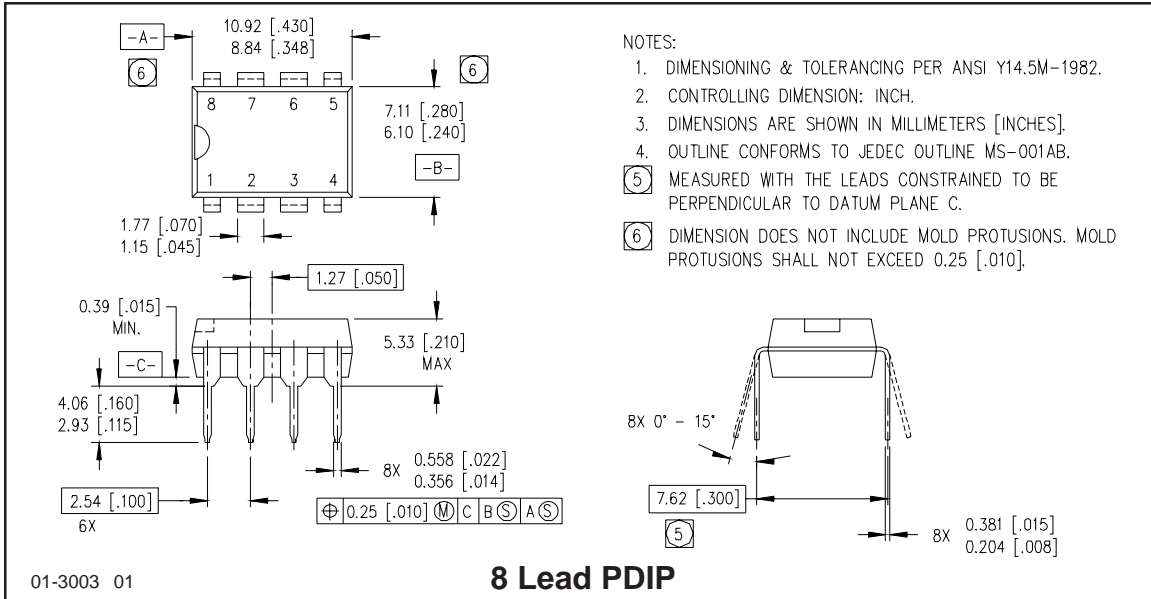 -A-
10.92 [.430]
8.84 [.348]
6
6
8 7 6 5
1 2 3 4
7.11 [.280]
6.10 [.240]
-B-
1.77 [.070]
1.15 [.045]
1.27 [.050]
0.39 [.015]
MIN.
-C-
5.33 [.210]
MAX
4.06 [.160]
2.93 [.115]
2.54 [.100]
6X
8X 0.558 [.022]
0.356 [.014]
⌖ 0.25 [.010] Ⓜ C B Ⓢ A Ⓢ
NOTES:
1. DIMENSIONING & TOLERANCING PER ANSI Y14.5M-1982.
2. CONTROLLING DIMENSION: INCH.
3. DIMENSIONS ARE SHOWN IN MILLIMETERS [INCHES].
4. OUTLINE CONFORMS TO JEDEC OUTLINE MS-001AB.
5 MEASURED WITH THE LEADS CONSTRAINED TO BE
PERPENDICULAR TO DATUM PLANE C.
6 DIMENSION DOES NOT INCLUDE MOLD PROTUSIONS. MOLD
PROTUSIONS SHALL NOT EXCEED 0.25 [.010].
8X 0° - 15°
7.62 [.300]
5
8X 0.381 [.015]
0.204 [.008]
01-3003 01
8 Lead PDIP